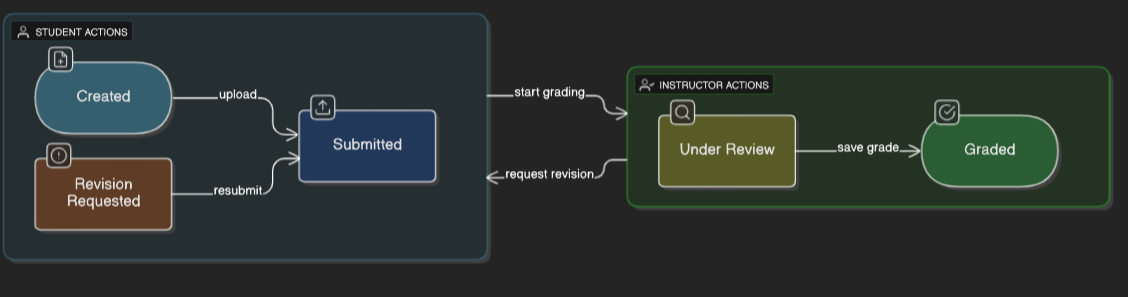 STUDENT ACTIONS
Created
upload
Submitted
Revision
Requested
resubmit
start grading
request revision
INSTRUCTOR ACTIONS
Under Review
save grade
Graded